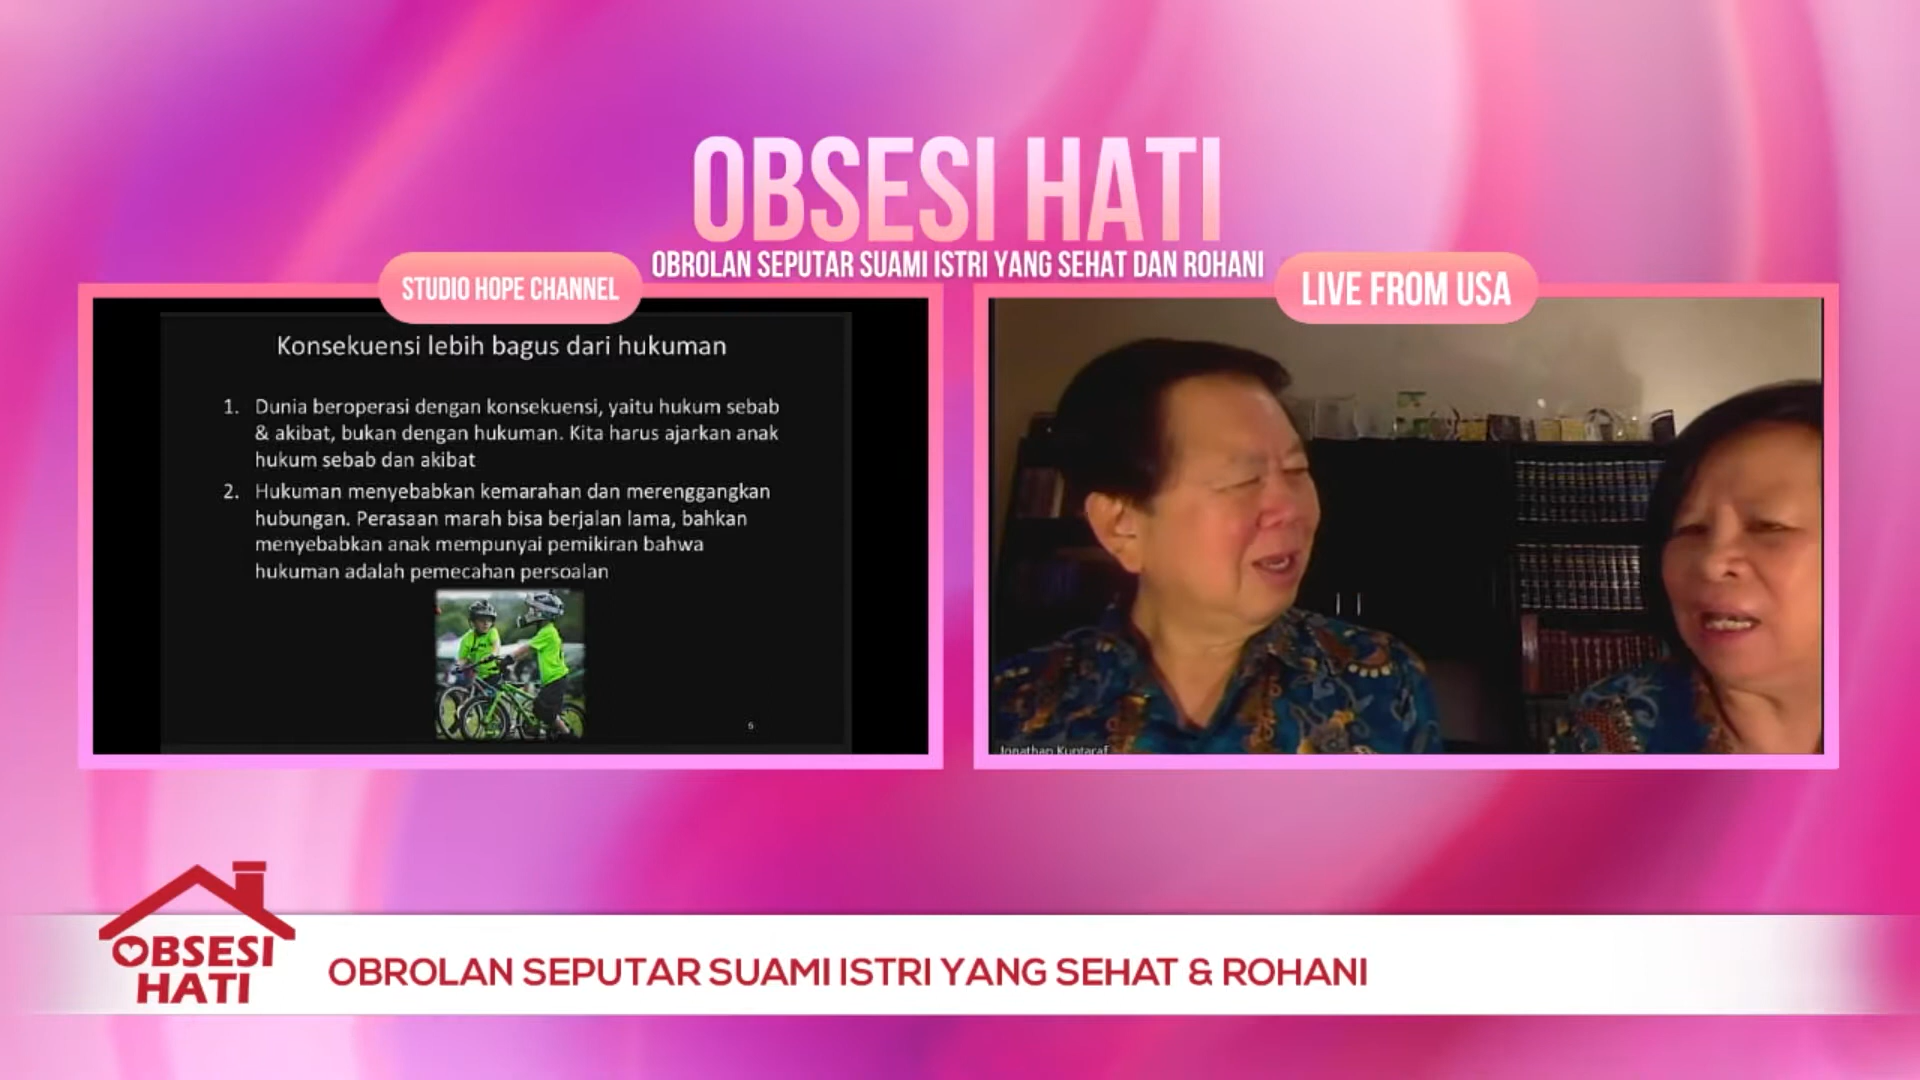 OBSESI HATI
OBROLAN SEPUTAR SUAMI ISTRI YANG SEHAT DAN ROHANI
STUDIO HOPE CHANNEL
LIVE FROM USA
Konsekuensi lebih bagus dari hukuman
1. Dunia beroperasi dengan konsekuensi, yaitu hukum sebab
& akibat, bukan dengan hukuman. Kita harus ajarkan anak
hukum sebab dan akibat
2. Hukuman menyebabkan kemarahan dan merenggangkan
hubungan. Perasaan marah bisa berjalan lama, bahkan
menyebabkan anak mempunyai pemikiran bahwa
hukuman adalah pemecahan persoalan
6
Jonathan Kuntaraf
OBSESI
HATI
OBROLAN SEPUTAR SUAMI ISTRI YANG SEHAT & ROHANI